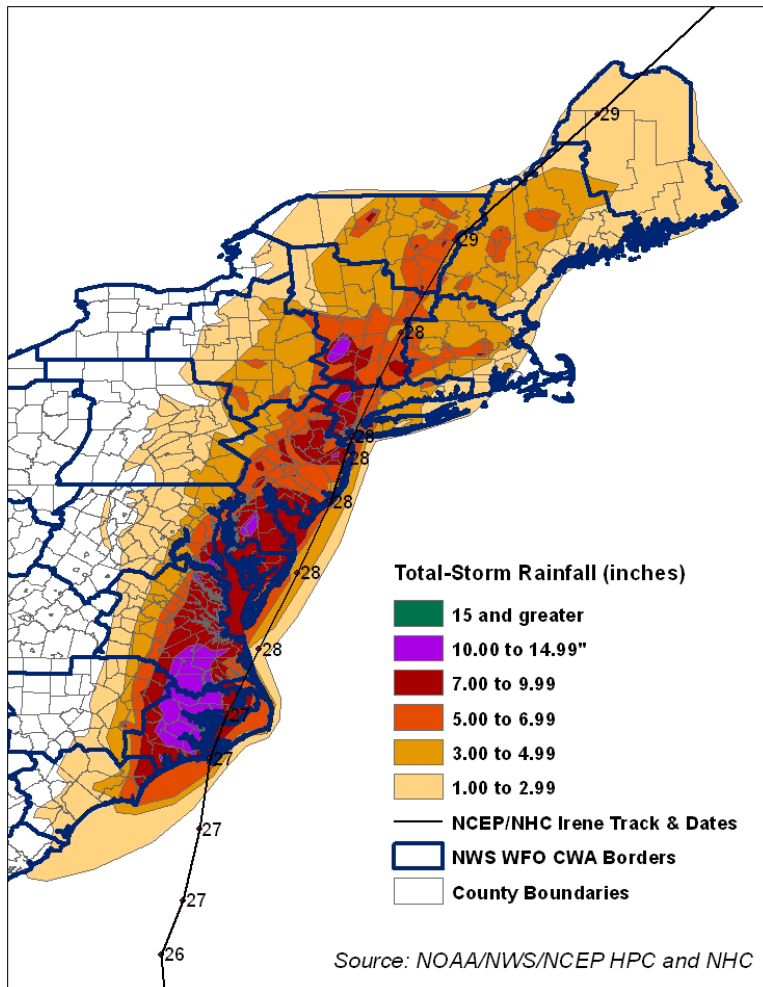 29
29
28
28
28
28
28
28
27
27
27
27
26
Total-Storm Rainfall (inches)
15 and greater
10.00 to 14.99"
7.00 to 9.99
5.00 to 6.99
3.00 to 4.99
1.00 to 2.99
NCEP/NHC Irene Track & Dates
NWS WFO CWA Borders
County Boundaries
Source: NOAA/NWS/NCEP HPC and NHC